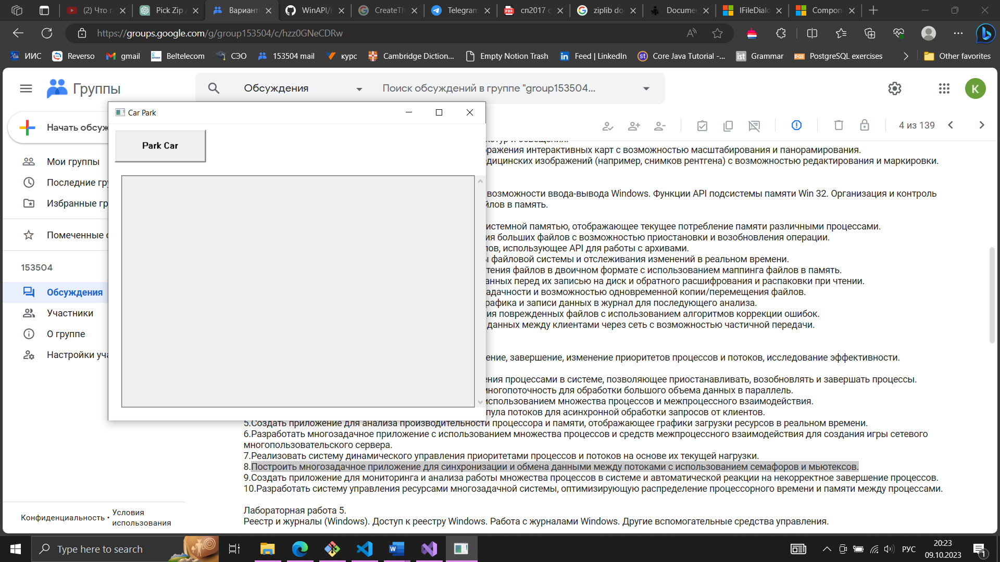 (2) Что г
Pick Zip
Вариант
WinAPI/
CreateTh
Telegram
сп2017 с
ziplib do
Docume
IFileDialo
Compon
https://groups.google.com/g/group153504/c/hzz0GNeCDRw
ИИС
Reverso
gmail
Beltelecom
СЭО
153504 mail
курс
Cambridge Diction...
Empty Notion Trash
Feed | LinkedIn
Core Java Tutorial -...
Grammar
PostgreSQL exercises
Other favorites
Группы
Обсуждения
Поиск обсуждений в группе "group153504...
K
Car Park
Начать обсуж
4 из 139
Park Car
ображения интерактивных карт с возможностью масштабирования и панорамирования.
Мои группы
едицинских изображений (например, снимков рентгена) с возможностью редактирования и маркировки.
Последние гру
возможности ввода-вывода Windows. Функции API подсистемы памяти Win 32. Организация и контроль
Избранные гр
йлов в память.
истемной памятью, отображающее текущее потребление памяти различными процессами.
Помеченные
ия больших файлов с возможностью приостановки и возобновления операции.
лов, использующее API для работы с архивами.
ы файловой системы и отслеживания изменений в реальном времени.
153504
тения файлов в двоичном формате с использованием маппинга файлов в память.
анных перед их записью на диск и обратного расшифрования и распаковки при чтении.
Обсуждения
адачности и возможностью одновременной копии/перемещения файлов.
рафика и записи данных в журнал для последующего анализа.
Участники
ия поврежденных файлов с использованием алгоритмов коррекции ошибок.
данных между клиентами через сеть с возможностью частичной передачи.
О группе
Настройки уча
ение, завершение, изменение приоритетов процессов и потоков, исследование эффективности.
ения процессами в системе, позволяющее приостанавливать, возобновлять и завершать процессы.
многопоточность для обработки большого объема данных в параллель.
использованием множества процессов и межпроцессного взаимодействия.
пула потоков для асинхронной обработки запросов от клиентов.
5.Создать приложение для анализа производительности процессора и памяти, отображающее графики загрузки ресурсов в реальном времени.
6.Разработать многозадачное приложение с использованием множества процессов и средств межпроцессного взаимодействия для создания игры сетевого
многопользовательского сервера.
7.Реализовать систему динамического управления приоритетами процессов и потоков на основе их текущей нагрузки.
8.Построить многозадачное приложение для синхронизации и обмена данными между потоками с использованием семафоров и мьютексов.
9.Создать приложение для мониторинга и анализа работы множества процессов в системе и автоматической реакции на некорректное завершение процессов.
10.Разработать систему управления ресурсами многозадачной системы, оптимизирующую распределение процессорного времени и памяти между процессами.
Лабораторная работа 5.
Реестр и журналы (Windows). Доступ к реестру Windows. Работа с журналами Windows. Другие вспомогательные средства управления.
Конфиденциальность • Условия
использования
Type here to search
РУС
20:23
09.10.2023
1